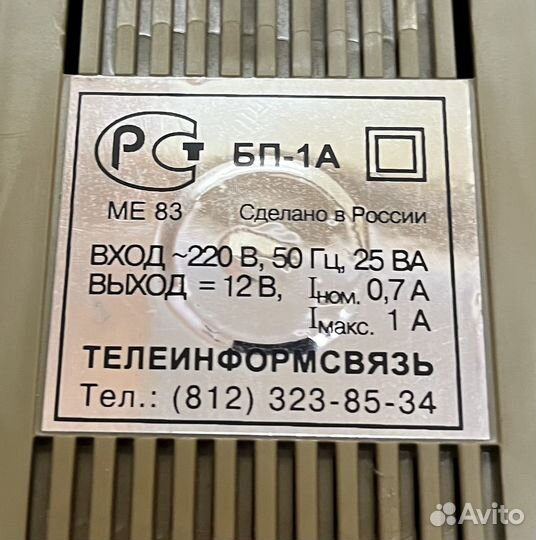 РСТ БП-1А
МЕ 83 Сделано в России
ВХОД ~220 В, 50 Гц, 25 ВА
ВЫХОД = 12 В, Iном. 0,7 А
Iмакс. 1 А
ТЕЛЕИНФОРМСВЯЗЬ
Тел.: (812) 323-85-34
Avito